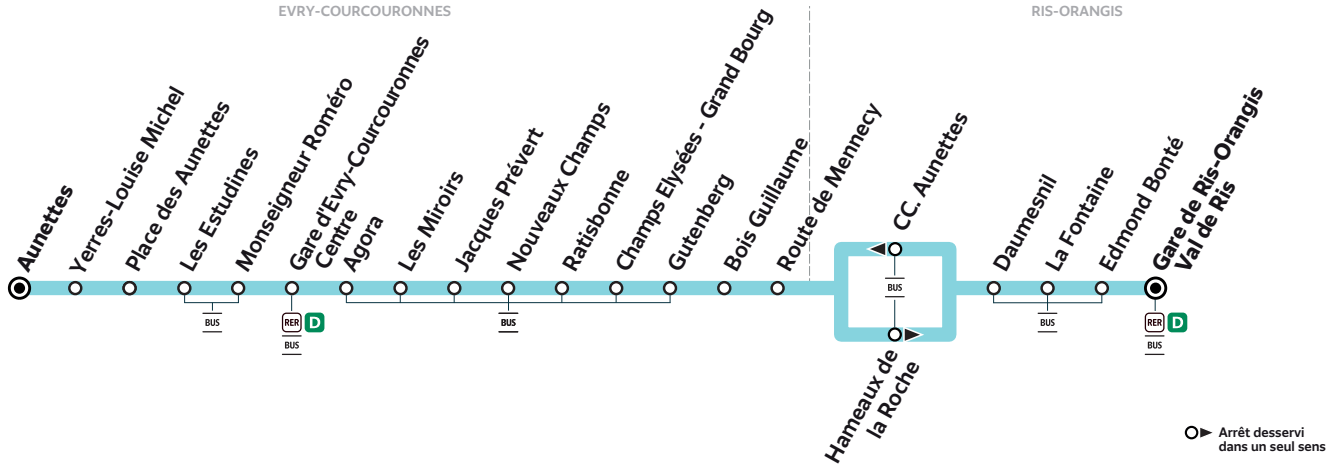 EVRY-COURCOURONNES
RIS-ORANGIS
Aunettes
Yerres-Louise Michel
Place des Aunettes
Les Estudines
Monseigneur Roméro
Gare d'Evry-Courcouronnes
Centre
Agora
Les Miroirs
Jacques Prévert
Nouveaux Champs
Ratisbonne
Champs Elysées - Grand Bourg
Gutenberg
Bois Guillaume
Route de Mennecy
CC. Aunettes
Hameaux de
la Roche
Daumesnil
La Fontaine
Edmond Bonté
Gare de Ris-Orangis
Val de Ris
BUS
RER D
BUS
BUS
BUS
BUS
RER D
BUS
Arrêt desservi
dans un seul sens